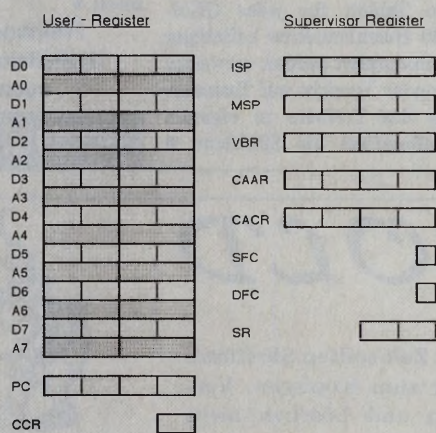 User - Register
D0
A0
D1
A1
D2
A2
D3
A3
D4
A4
D5
A5
D6
A6
D7
A7
PC
CCR
Supervisor Register
ISP
MSP
VBR
CAAR
CACR
SFC
DFC
SR